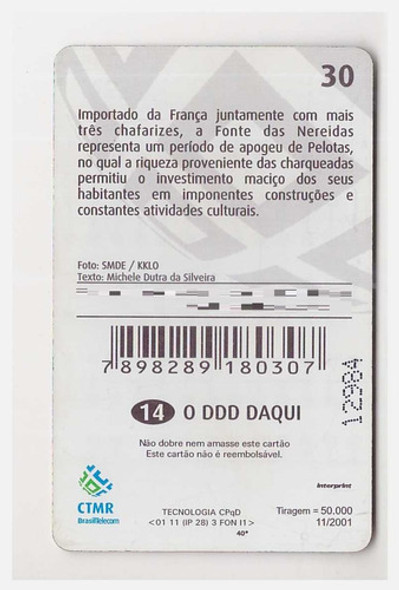 30
Importado da França juntamente com mais
três chafarizes, a Fonte das Nereidas
representa um período de apogeu de Pelotas,
no qual a riqueza proveniente das charqueadas
permitiu o investimento maciço dos seus
habitantes em imponentes construções e
constantes atividades culturais.
Foto: SMDE / KKLO
Texto: Michele Dutra da Silveira
7 898289 180307
12984
14 O DDD DAQUI
Não dobre nem amasse este cartão
Este cartão não é reembolsável.
CTMR
BrasilTelecom
TECNOLOGIA CPqD
<01 11 (IP 28) 3 FON I1>
40ª
Interprint
Tiragem = 50.000
11/2001